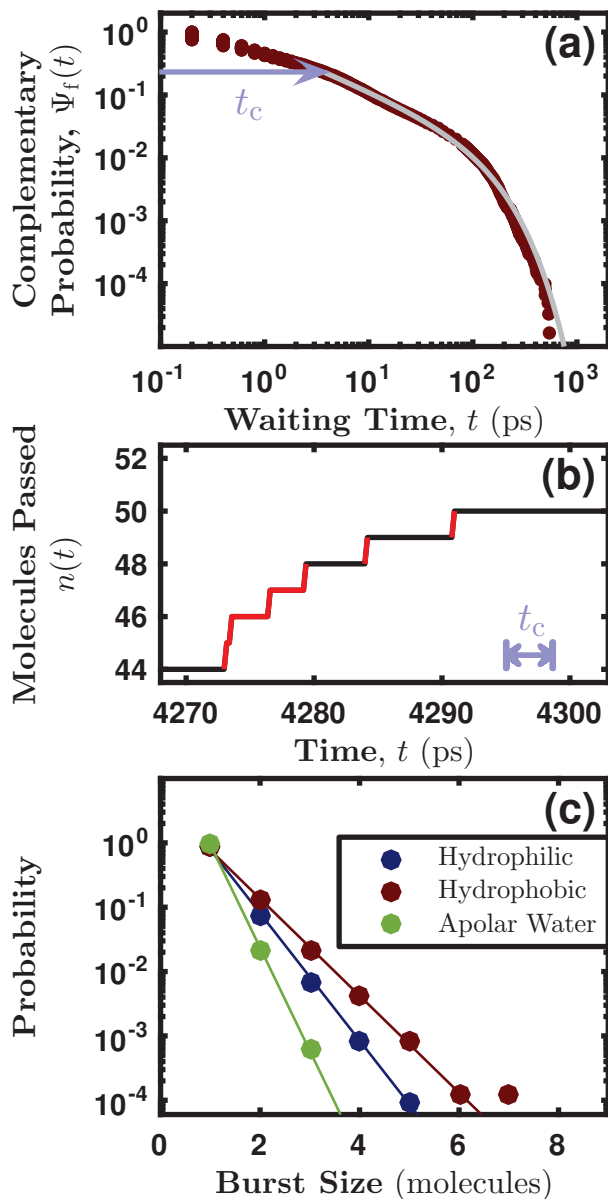 (a)
Complementary
Probability, Ψf(t)
10^0
10^-1
10^-2
10^-3
10^-4
tc
10^-1 10^0 10^1 10^2 10^3
Waiting Time, t (ps)
(b)
Molecules Passed
n(t)
52
50
48
46
44
tc
4270 4280 4290 4300
Time, t (ps)
(c)
Probability
10^0
10^-1
10^-2
10^-3
10^-4
Hydrophilic
Hydrophobic
Apolar Water
0 2 4 6 8
Burst Size (molecules)